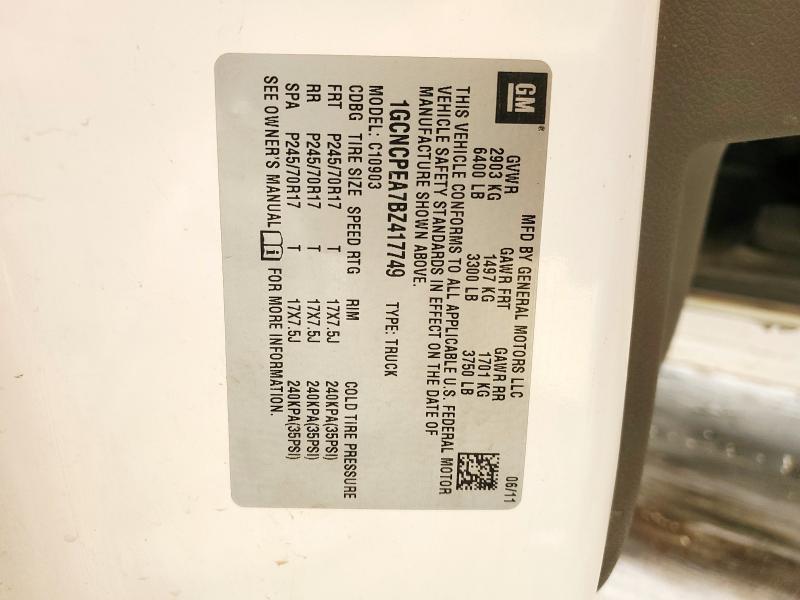 GM
MFD BY GENERAL MOTORS LLC 06/11
GVWR GAWR FRT GAWR RR
2903 KG 1497 KG 1701 KG
6400 LB 3300 LB 3750 LB
THIS VEHICLE CONFORMS TO ALL APPLICABLE U.S. FEDERAL MOTOR
VEHICLE SAFETY STANDARDS IN EFFECT ON THE DATE OF
MANUFACTURE SHOWN ABOVE.
1GCNCPEA7BZ417749 TYPE: TRUCK
MODEL: C10903
CDBG TIRE SIZE SPEED RTG RIM COLD TIRE PRESSURE
FRT P245/70R17 T 17X7.5J 240KPA(35PSI)
RR P245/70R17 T 17X7.5J 240KPA(35PSI)
SPA P245/70R17 T 17X7.5J 240KPA(35PSI)
SEE OWNER'S MANUAL FOR MORE INFORMATION.